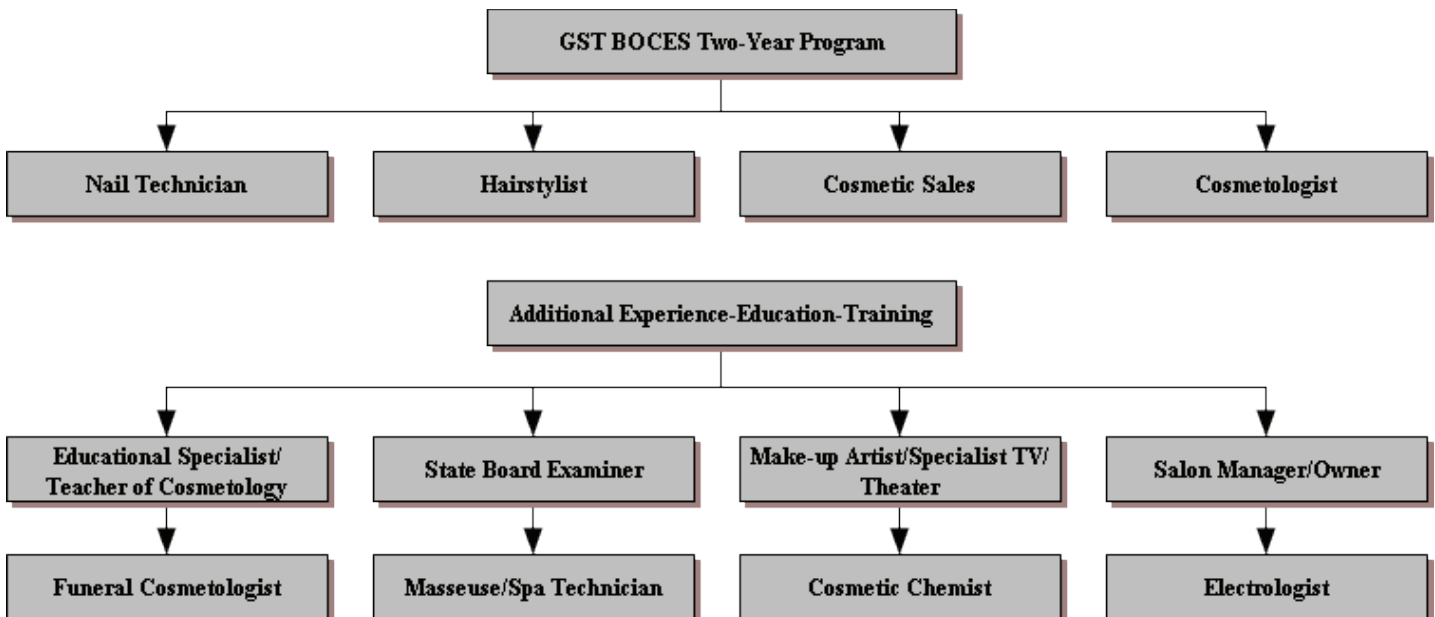 GST BOCES Two-Year Program
Nail Technician
Hairstylist
Cosmetic Sales
Cosmetologist
Additional Experience-Education-Training
Educational Specialist/
Teacher of Cosmetology
State Board Examiner
Make-up Artist/Specialist TV/
Theater
Salon Manager/Owner
Funeral Cosmetologist
Masseuse/Spa Technician
Cosmetic Chemist
Electrologist